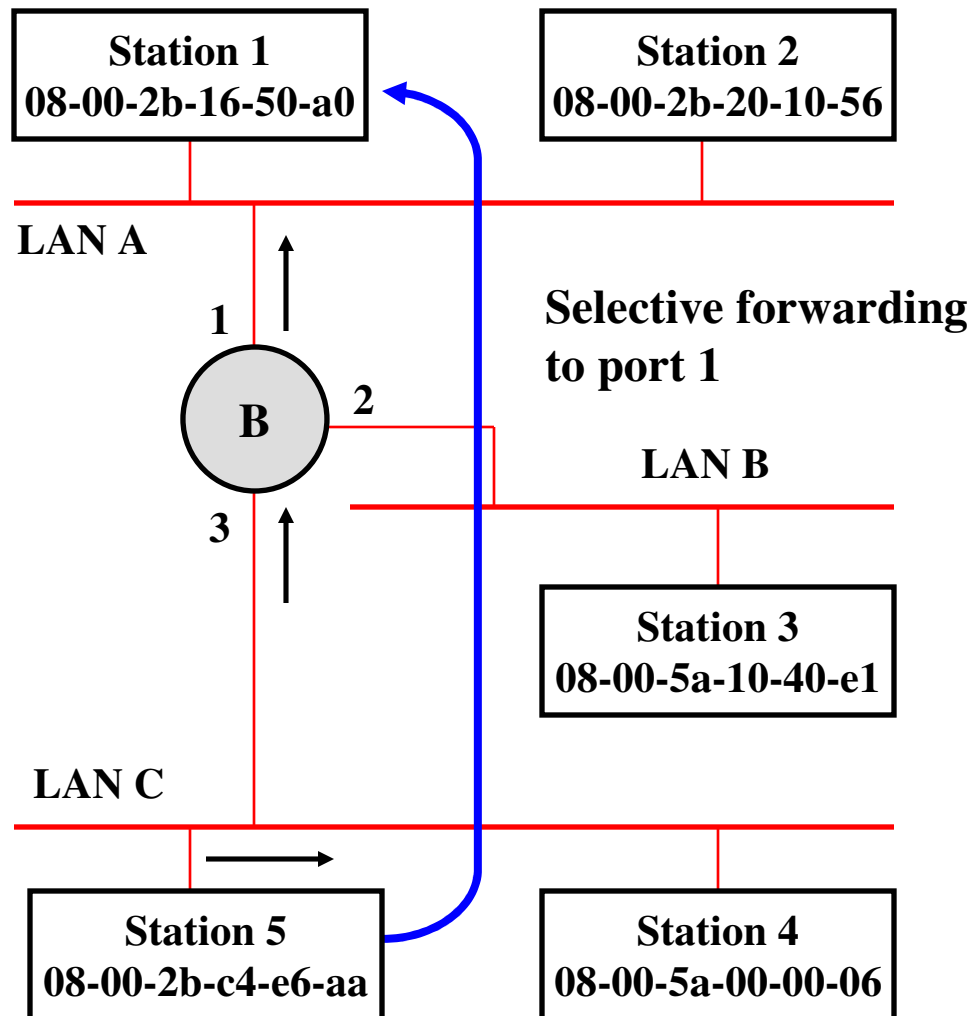 Station 1
08-00-2b-16-50-a0
Station 2
08-00-2b-20-10-56
LAN A
1
Selective forwarding
to port 1
B
2
LAN B
3
Station 3
08-00-5a-10-40-e1
LAN C
Station 5
08-00-2b-c4-e6-aa
Station 4
08-00-5a-00-00-06